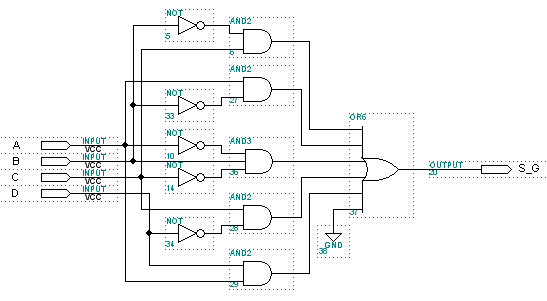 NOT
5
AND2
6
AND2
27
NOT
33
OR6
A
INPUT
VCC
NOT
10
AND3
36
B
INPUT
VCC
OUTPUT
20
S_G
C
INPUT
VCC
NOT
14
D
INPUT
VCC
AND2
28
37
NOT
34
GND
38
AND2
29